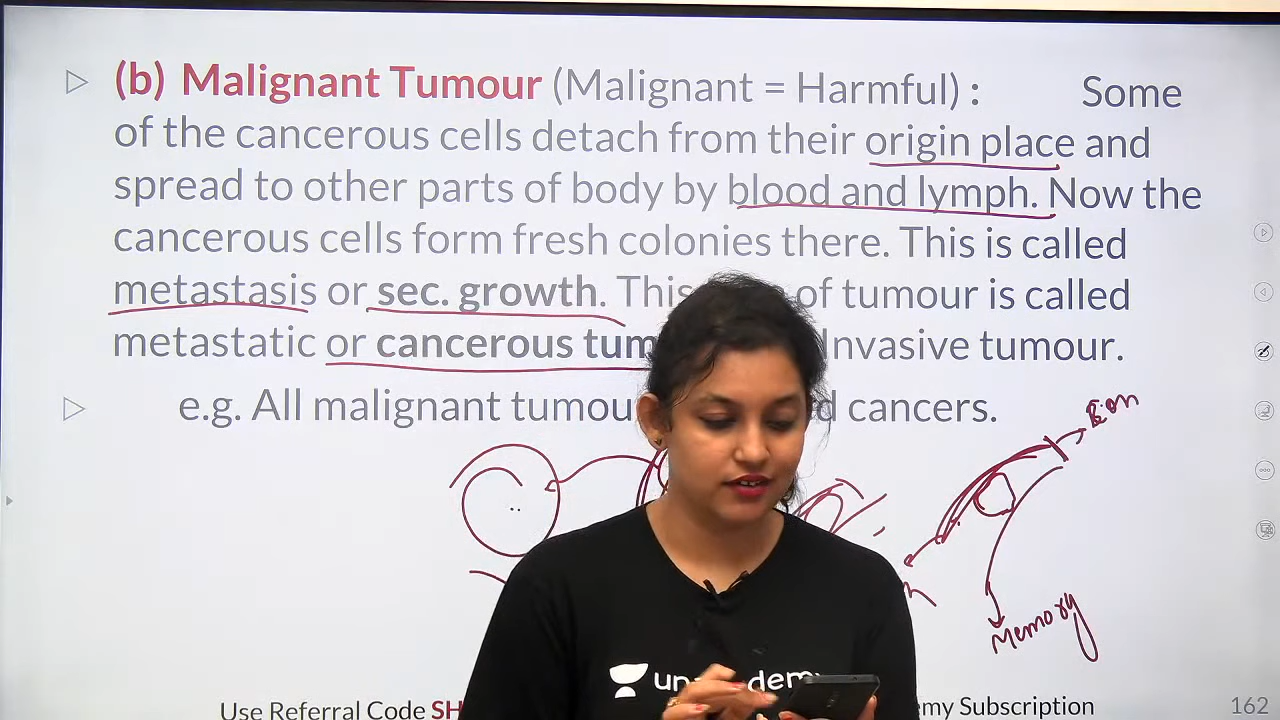 (b) Malignant Tumour (Malignant = Harmful) : Some
of the cancerous cells detach from their origin place and
spread to other parts of body by blood and lymph. Now the
cancerous cells form fresh colonies there. This is called
metastasis or sec. growth. This of tumour is called
metastatic or cancerous tum Invasive tumour.
e.g. All malignant tumou d cancers.
Memory
Use Referral Code SH my Subscription
162